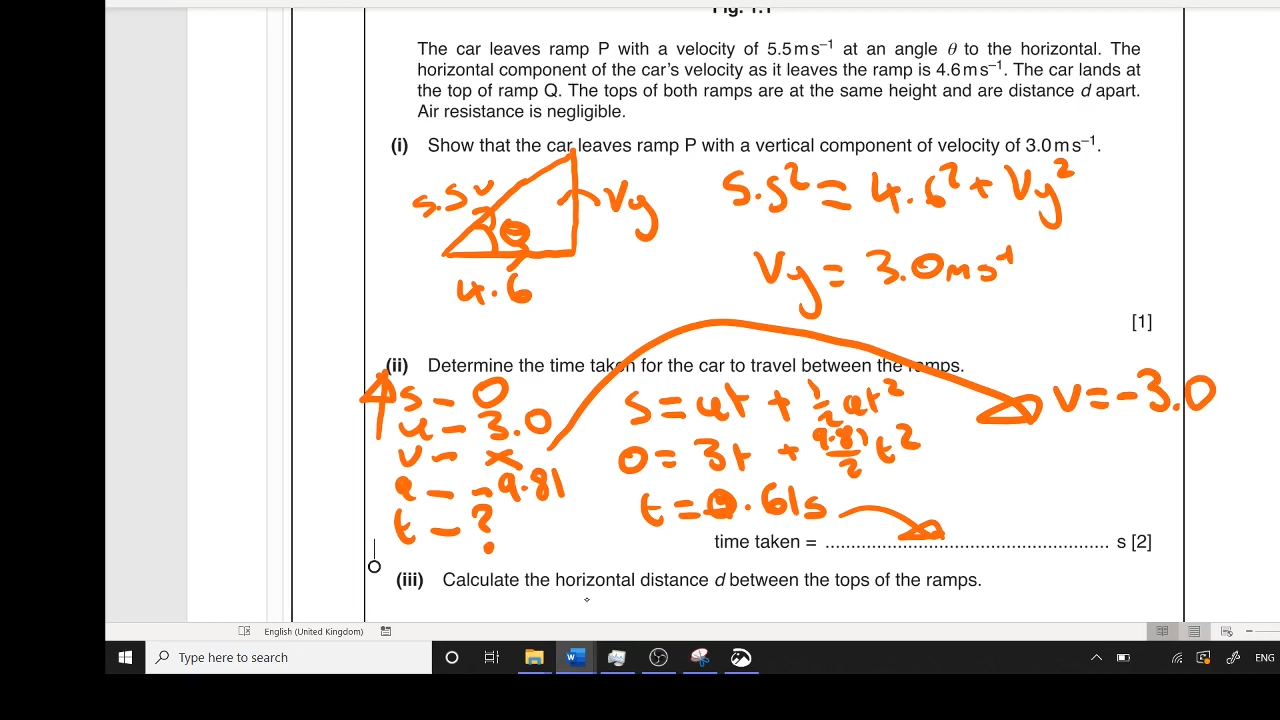 Fig. 1.1
The car leaves ramp P with a velocity of 5.5 m s⁻¹ at an angle θ to the horizontal. The
horizontal component of the car's velocity as it leaves the ramp is 4.6 m s⁻¹. The car lands at
the top of ramp Q. The tops of both ramps are at the same height and are distance d apart.
Air resistance is negligible.
(i) Show that the car leaves ramp P with a vertical component of velocity of 3.0 m s⁻¹.
5.5 θ Vy
4.6
5.5² = 4.6² + Vy²
Vy = 3.0 m s⁻¹
[1]
(ii) Determine the time taken for the car to travel between the ramps.
s – 0
u – 3.0
v – x
a – -9.81
t – ?
s = ut + 1/2 at²
0 = 3t + 9.81/2 t²
t = 0.61s
v = -3.0
time taken = ...................................................... s [2]
(iii) Calculate the horizontal distance d between the tops of the ramps.
English (United Kingdom)
Type here to search
ENG